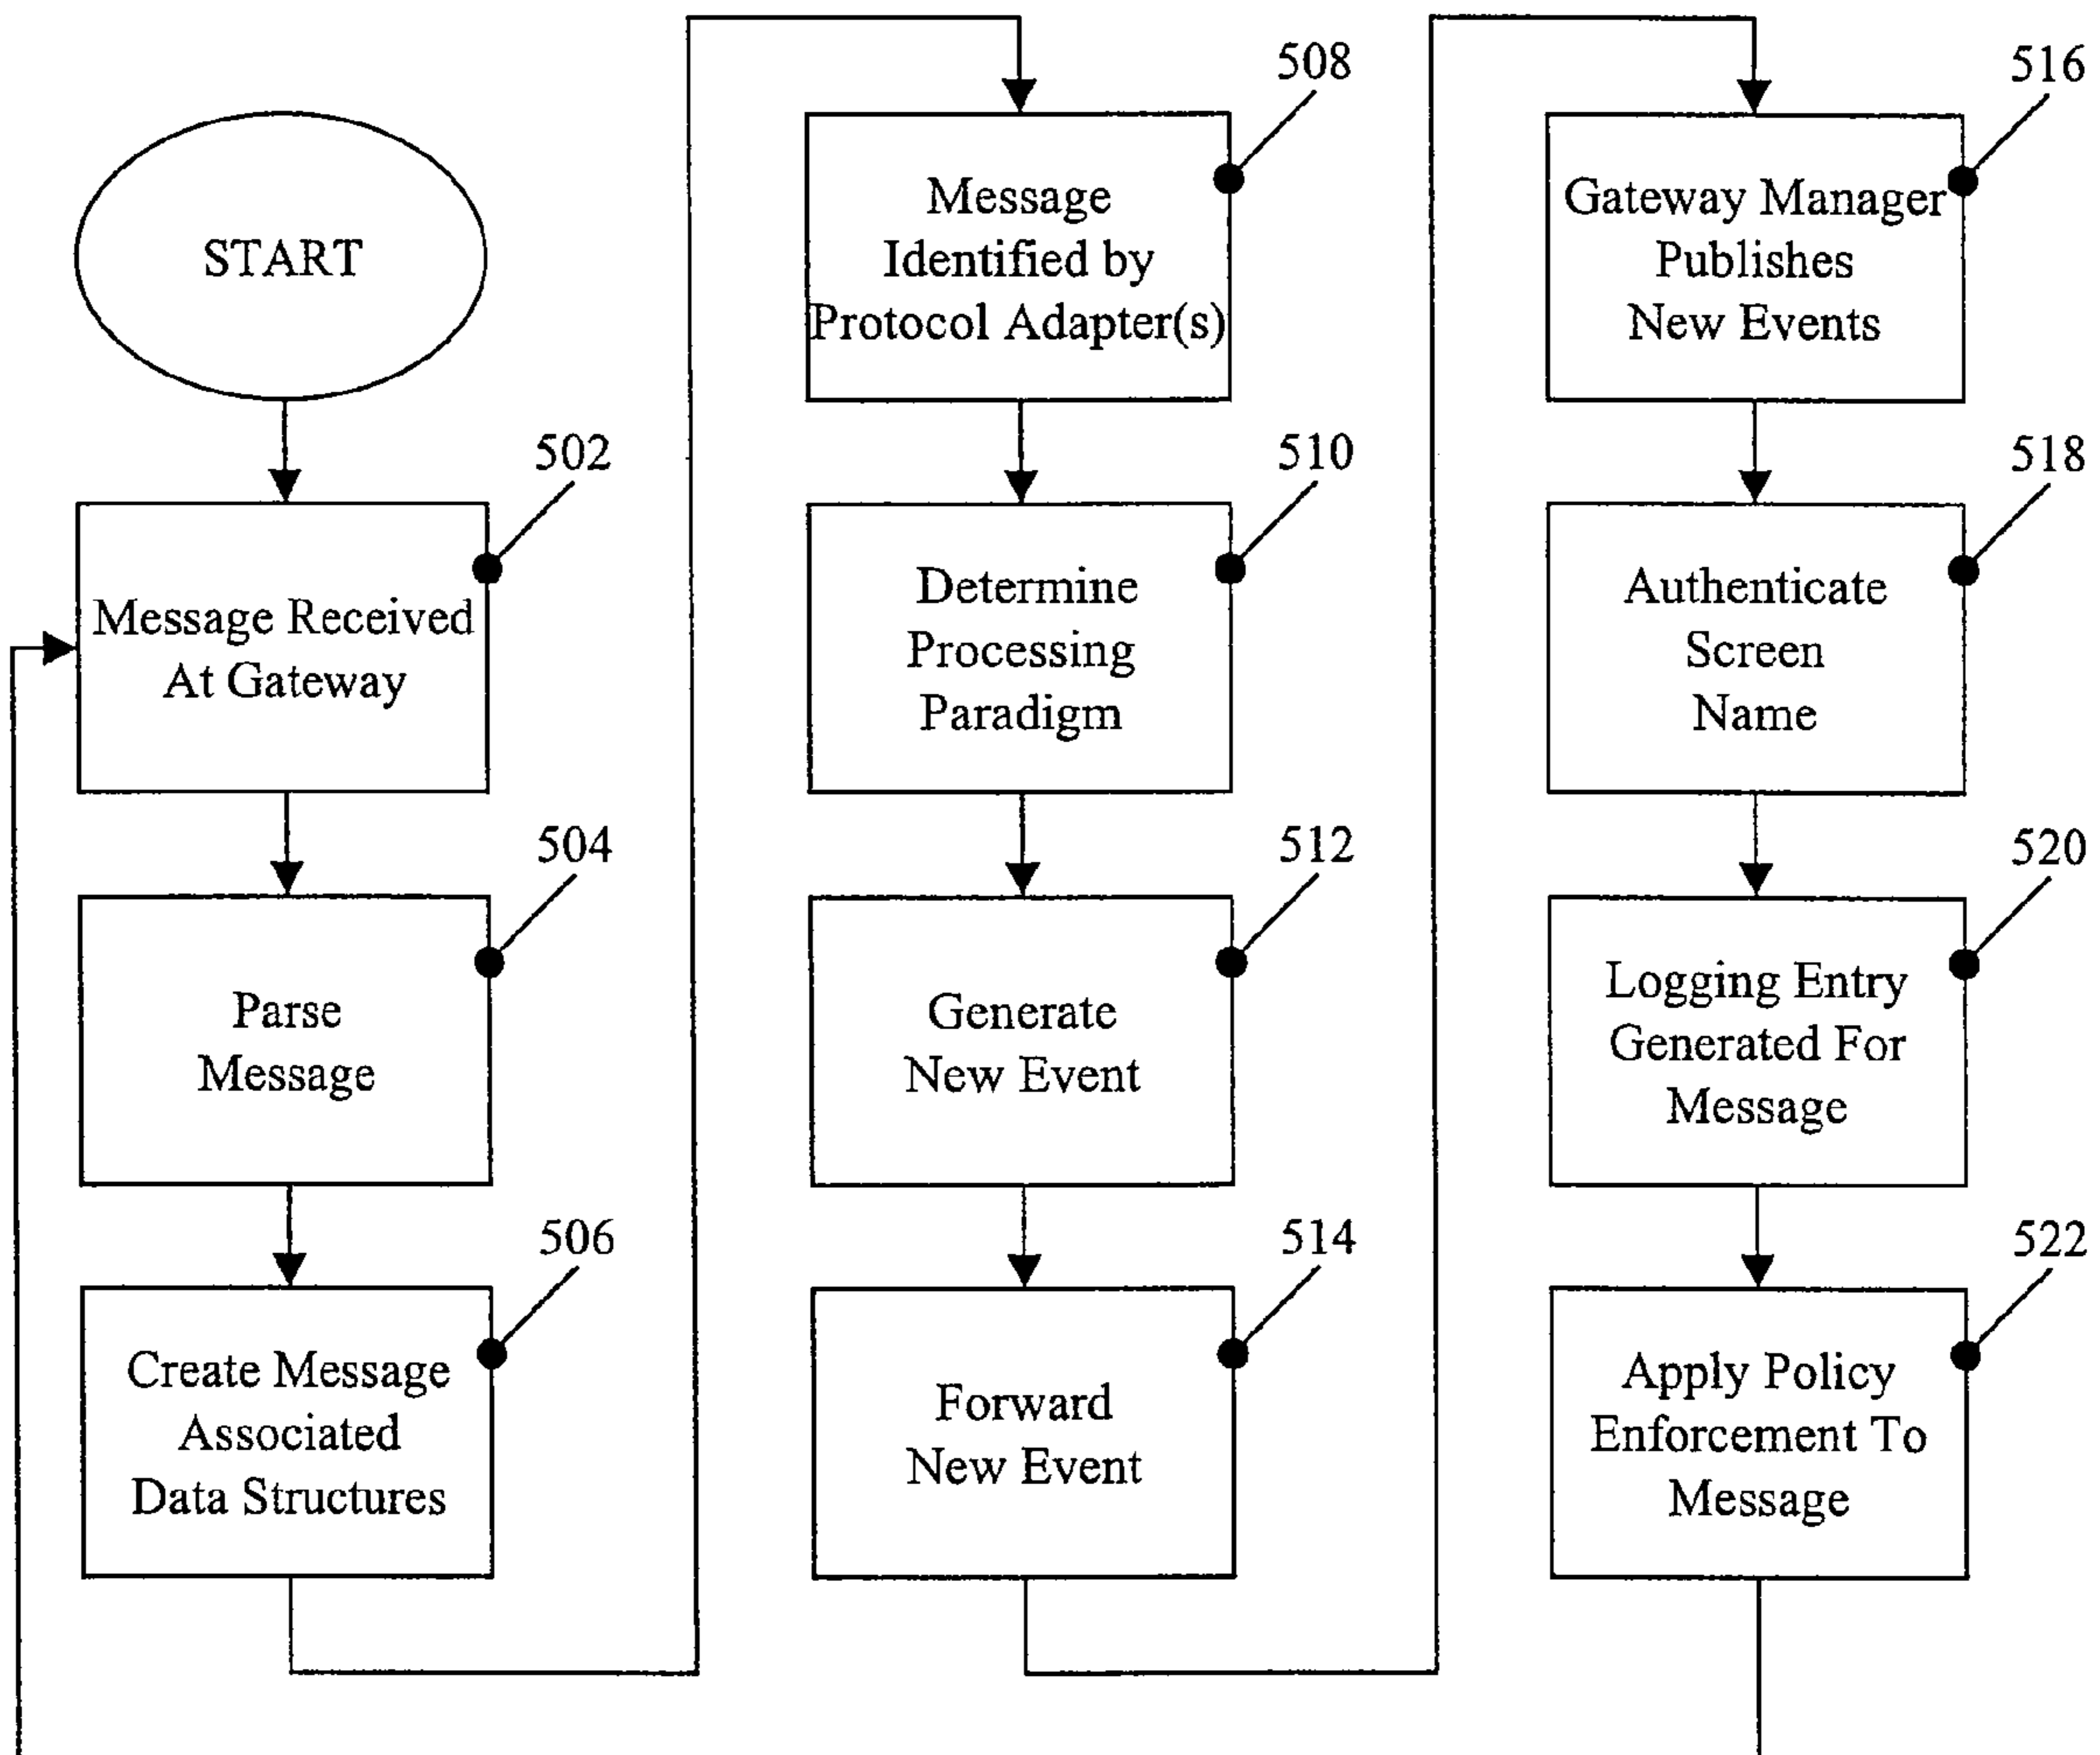 START
502
Message Received
At Gateway
504
Parse
Message
506
Create Message
Associated
Data Structures
508
Message
Identified by
Protocol Adapter(s)
510
Determine
Processing
Paradigm
512
Generate
New Event
514
Forward
New Event
516
Gateway Manager
Publishes
New Events
518
Authenticate
Screen
Name
520
Logging Entry
Generated For
Message
522
Apply Policy
Enforcement To
Message